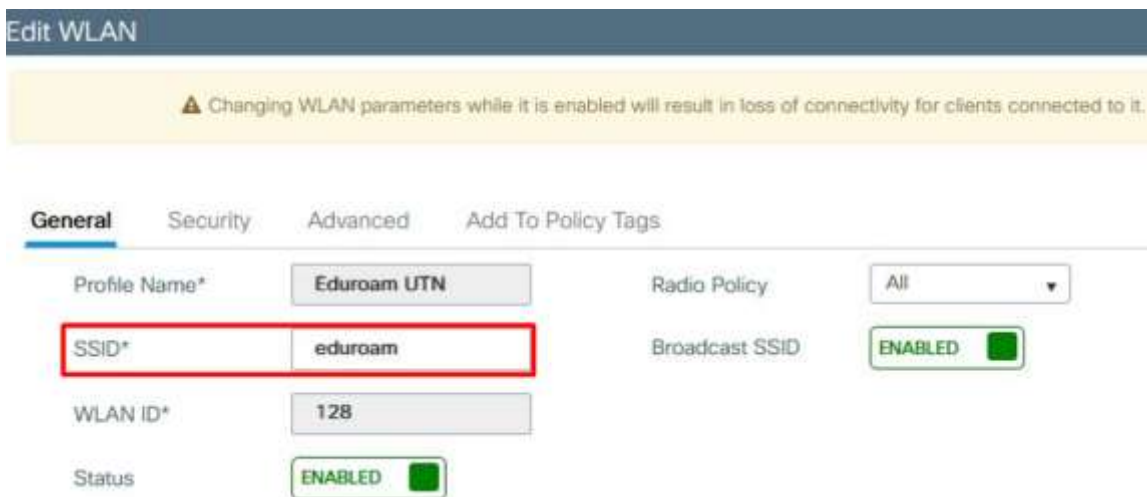 Edit WLAN
Changing WLAN parameters while it is enabled will result in loss of connectivity for clients connected to it.
General Security Advanced Add To Policy Tags
Profile Name* Eduroam UTN Radio Policy All
SSID* eduroam Broadcast SSID ENABLED
WLAN ID* 128
Status ENABLED